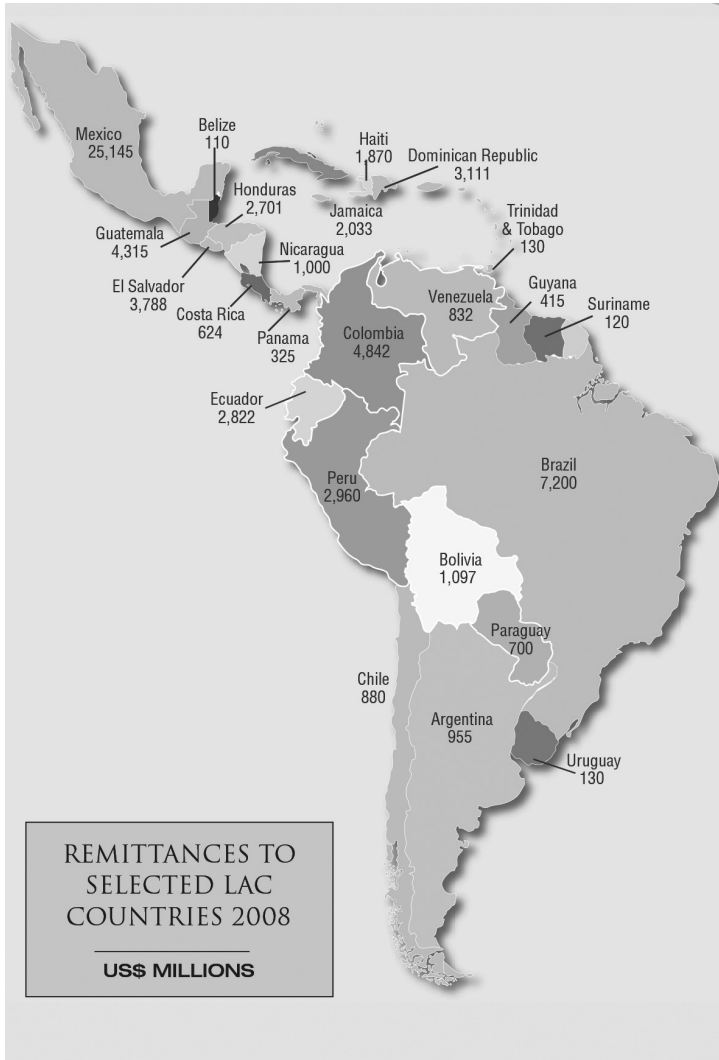 Mexico
25,145
Belize
110
Haiti
1,870
Dominican Republic
3,111
Honduras
2,701
Jamaica
2,033
Trinidad
& Tobago
130
Guatemala
4,315
Nicaragua
1,000
El Salvador
3,788
Costa Rica
624
Panama
325
Venezuela
832
Guyana
415
Suriname
120
Colombia
4,842
Ecuador
2,822
Brazil
7,200
Peru
2,960
Bolivia
1,097
Paraguay
700
Chile
880
Argentina
955
Uruguay
130
REMITTANCES TO
SELECTED LAC
COUNTRIES 2008
US$ MILLIONS